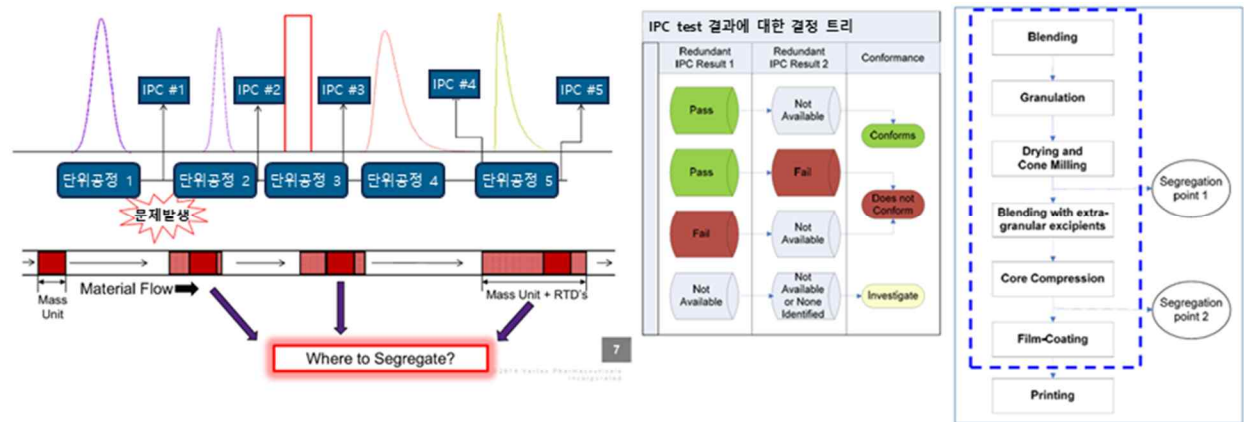 IPC #1
IPC #2
IPC #3
IPC #4
IPC #5
단위공정 1
단위공정 2
단위공정 3
단위공정 4
단위공정 5
문제발생
Mass
Unit
Material Flow
Mass Unit + RTD's
Where to Segregate?
7
©2014 Vertex Pharmaceuticals
Incorporated
IPC test 결과에 대한 결정 트리
Redundant
IPC Result 1
Redundant
IPC Result 2
Conformance
Pass
Not
Available
Conforms
Pass
Fail
Does not
Conform
Fail
Not
Available
Not
Available
Not
Available
or None
Identified
Investigate
Blending
Granulation
Drying and
Cone Milling
Segregation
point 1
Blending with extra-
granular excipients
Core Compression
Segregation
point 2
Film-Coating
Printing